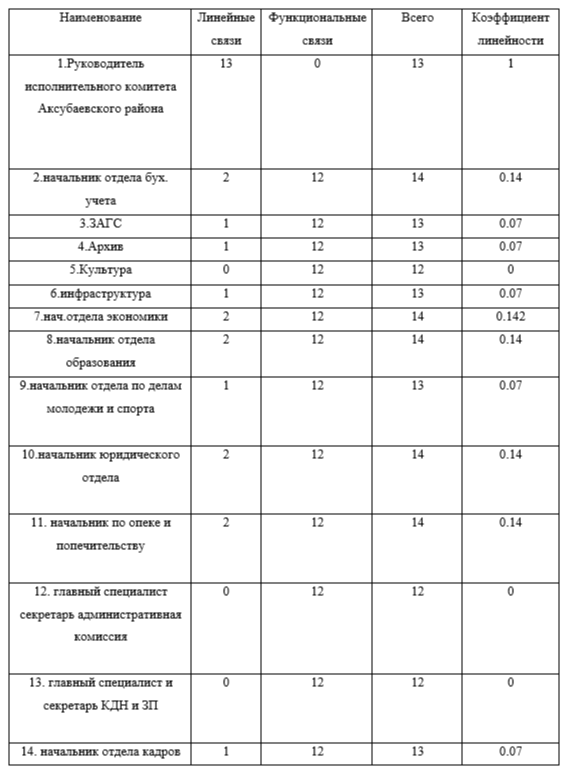 Наименование Линейные Функциональные Всего Коэффициент
связи связи линейности
1.Руководитель 13 0 13 1
исполнительного комитета
Аксубаевского района
2.начальник отдела бух. 2 12 14 0.14
учета
3.ЗАГС 1 12 13 0.07
4.Архив 1 12 13 0.07
5.Культура 0 12 12 0
6.инфраструктура 1 12 13 0.07
7.нач.отдела экономики 2 12 14 0.142
8.начальник отдела 2 12 14 0.14
образования
9.начальник отдела по делам 1 12 13 0.07
молодежи и спорта
10.начальник юридического 2 12 14 0.14
отдела
11. начальник по опеке и 2 12 14 0.14
попечительству
12. главный специалист 0 12 12 0
секретарь административная
комиссия
13. главный специалист и 0 12 12 0
секретарь КДН и ЗП
14. начальник отдела кадров 1 12 13 0.07